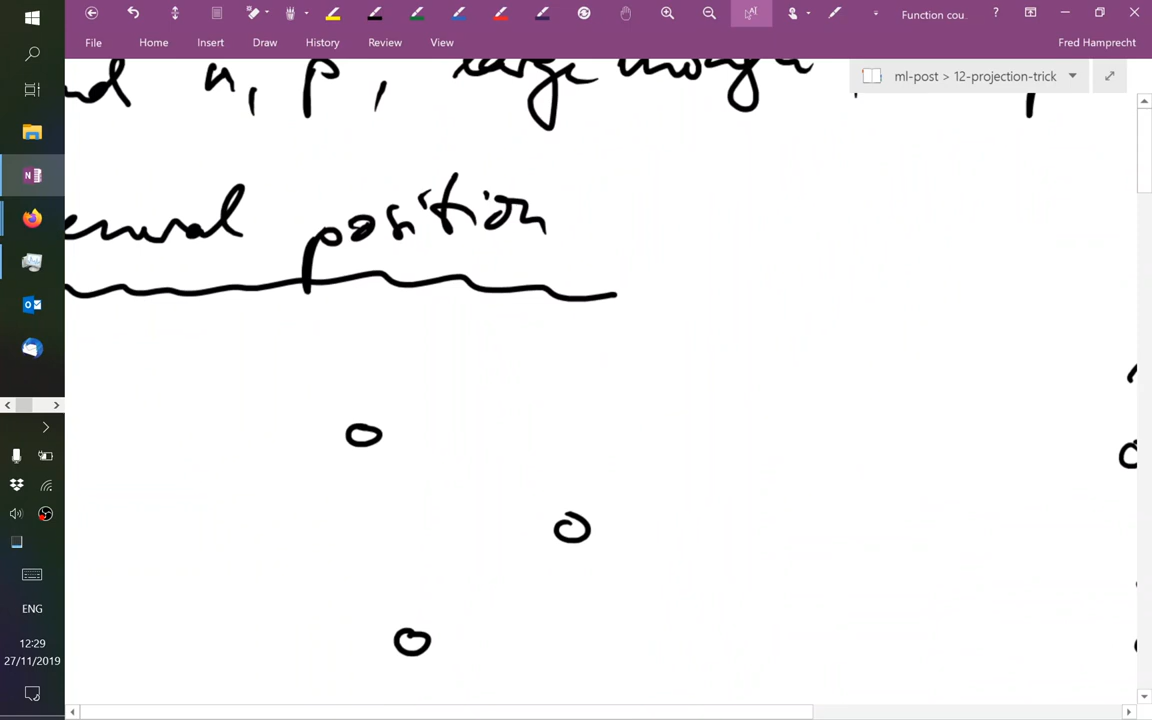 Function cou
File Home Insert Draw History Review View
Fred Hamprecht
ml-post > 12-projection-trick
n, p, large
position
ENG
12:29
27/11/2019